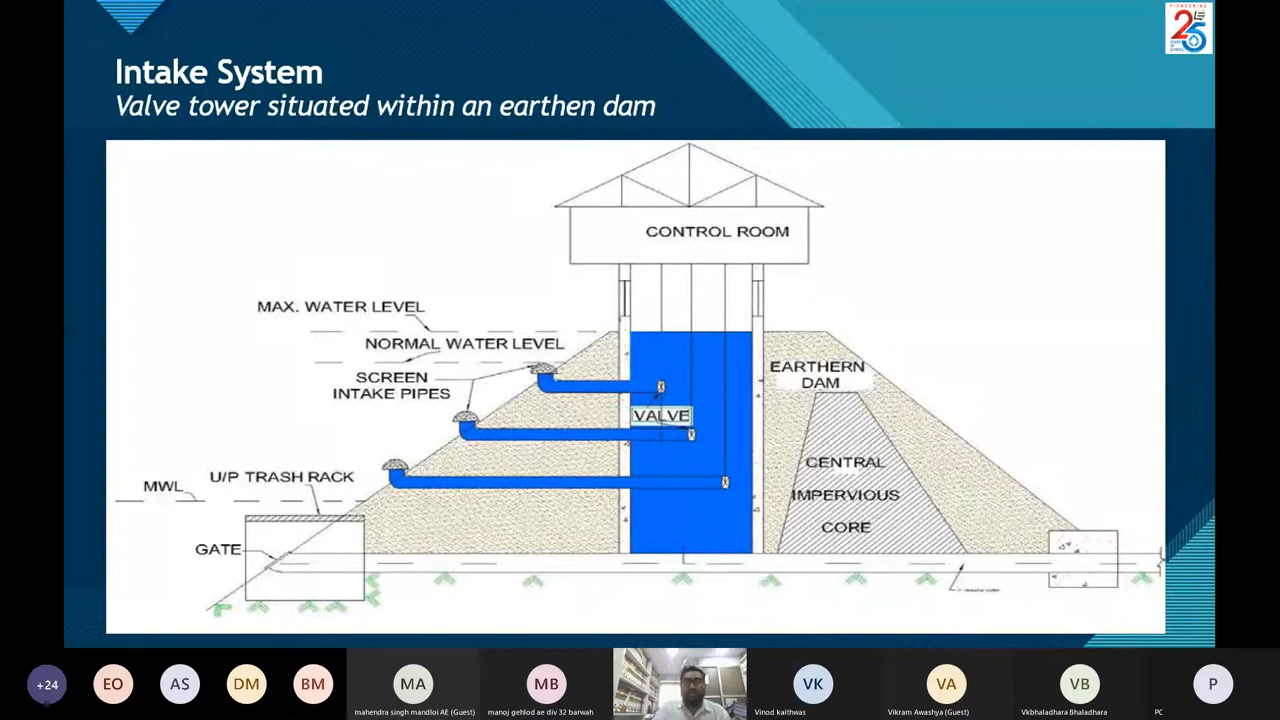 PIONEERING
25
Intake System
Valve tower situated within an earthen dam
CONTROL ROOM
MAX. WATER LEVEL
NORMAL WATER LEVEL
SCREEN
INTAKE PIPES
EARTHERN
DAM
VALVE
CENTRAL
IMPERVIOUS
CORE
U/P TRASH RACK
MWL
GATE
+24
EO
AS
DM
BM
MA
mahendra singh mandloi AE (Guest)
MB
manoj gehlod ae div 32 barwah
VK
Vinod kaithwas
VA
Vikram Awashya (Guest)
VB
Vkbhaladhara Bhaladhara
P
PC